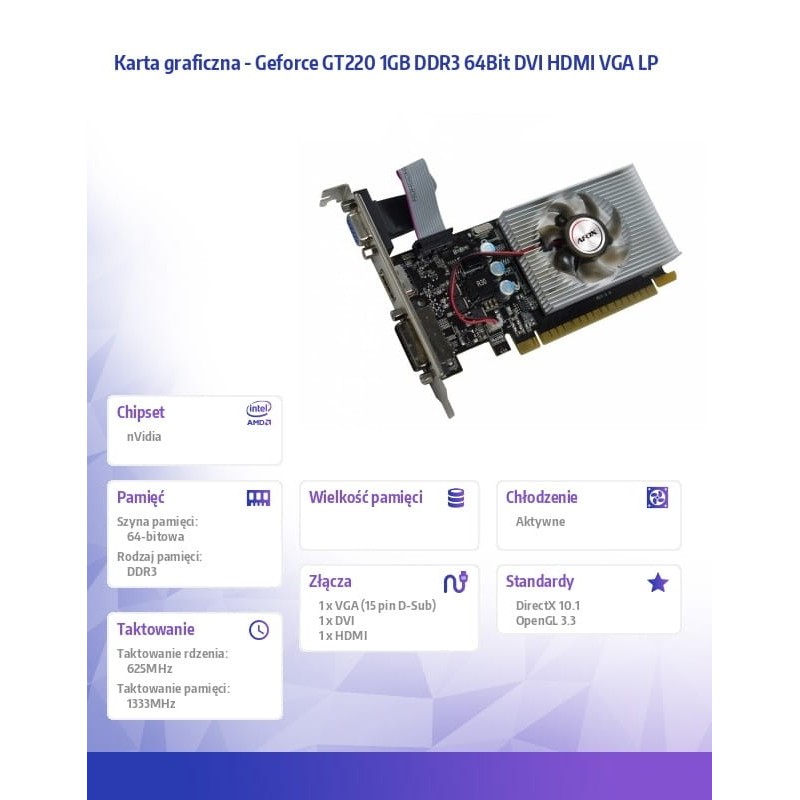 Karta graficzna - Geforce GT220 1GB DDR3 64Bit DVI HDMI VGA LP
AFOX
R30
Chipset
intel
AMD
nVidia
Pamięć
Szyna pamięci:
64-bitowa
Rodzaj pamięci:
DDR3
Wielkość pamięci
Chłodzenie
Aktywne
Złącza
1 x VGA (15 pin D-Sub)
1 x DVI
1 x HDMI
Standardy
DirectX 10.1
OpenGL 3.3
Taktowanie
Taktowanie rdzenia:
625MHz
Taktowanie pamięci:
1333MHz